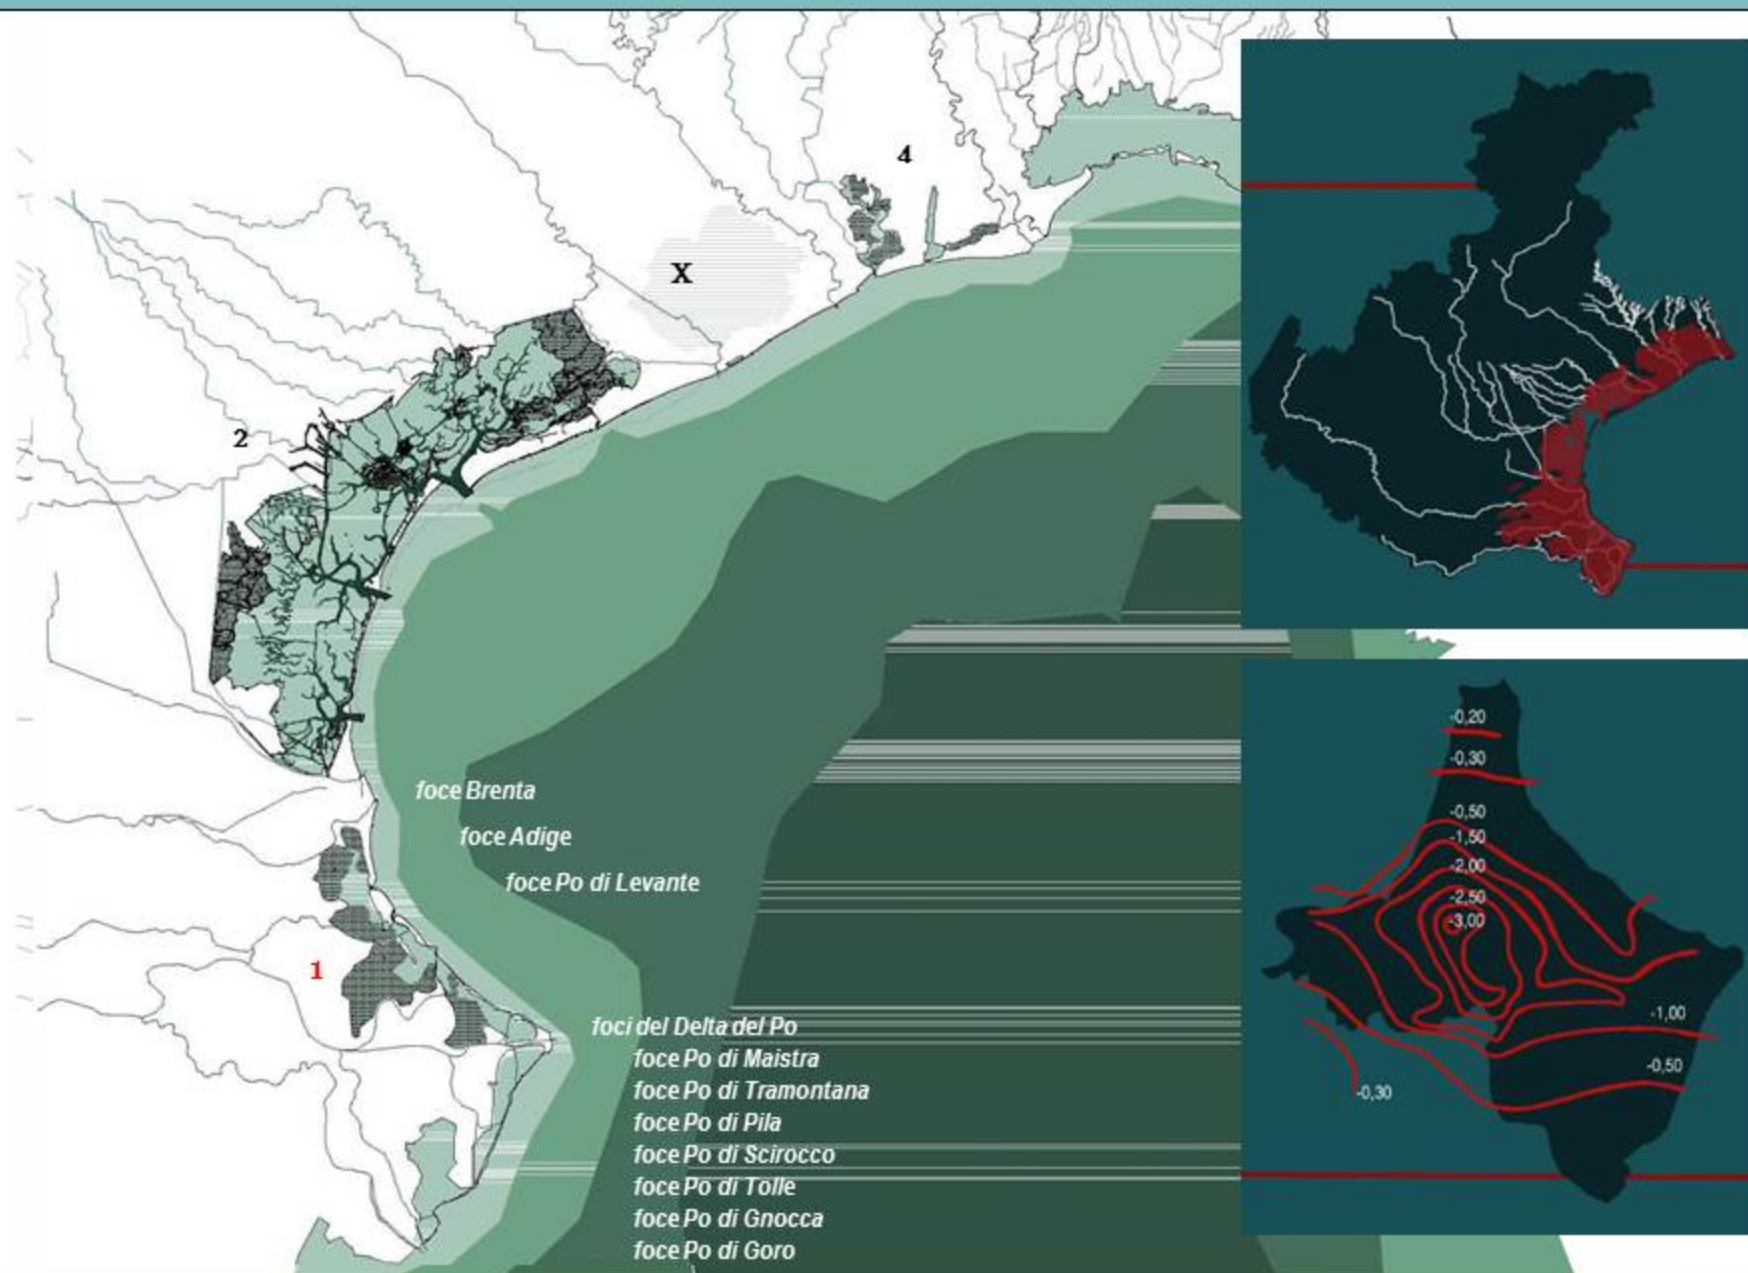 4
X
2
foce Brenta
foce Adige
foce Po di Levante
1
foci del Delta del Po
foce Po di Maistra
foce Po di Tramontana
foce Po di Pila
foce Po di Scirocco
foce Po di Tolle
foce Po di Gnocca
foce Po di Goro
-0,20
-0,30
-0,50
-1,50
-2,00
-2,50
-3,00
-1,00
-0,50
-0,30